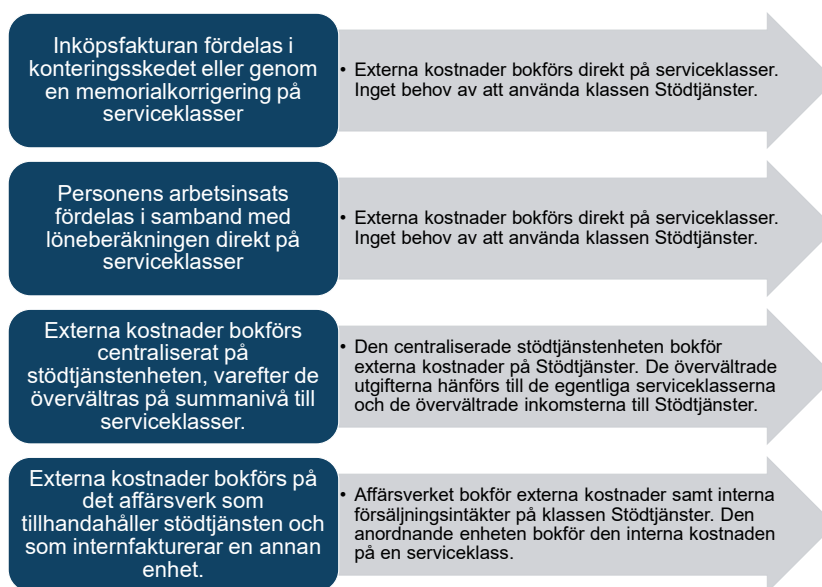 Inköpsfakturan fördelas i
konteringsskedet eller genom
en memorialkorrigering på
serviceklasser
• Externa kostnader bokförs direkt på serviceklasser.
Inget behov av att använda klassen Stödtjänster.
Personens arbetsinsats
fördelas i samband med
löneberäkningen direkt på
serviceklasser
• Externa kostnader bokförs direkt på serviceklasser.
Inget behov av att använda klassen Stödtjänster.
Externa kostnader bokförs
centraliserat på
stödtjänstenheten, varefter de
övervältras på summanivå till
serviceklasser.
• Den centraliserade stödtjänstenheten bokför
externa kostnader på Stödtjänster. De övervältrade
utgifterna hänförs till de egentliga serviceklasserna
och de övervältrade inkomsterna till Stödtjänster.
Externa kostnader bokförs på
det affärsverk som
tillhandahåller stödtjänsten och
som internfakturerar en annan
enhet.
• Affärsverket bokför externa kostnader samt interna
försäljningsintäkter på klassen Stödtjänster. Den
anordnande enheten bokför den interna kostnaden
på en serviceklass.